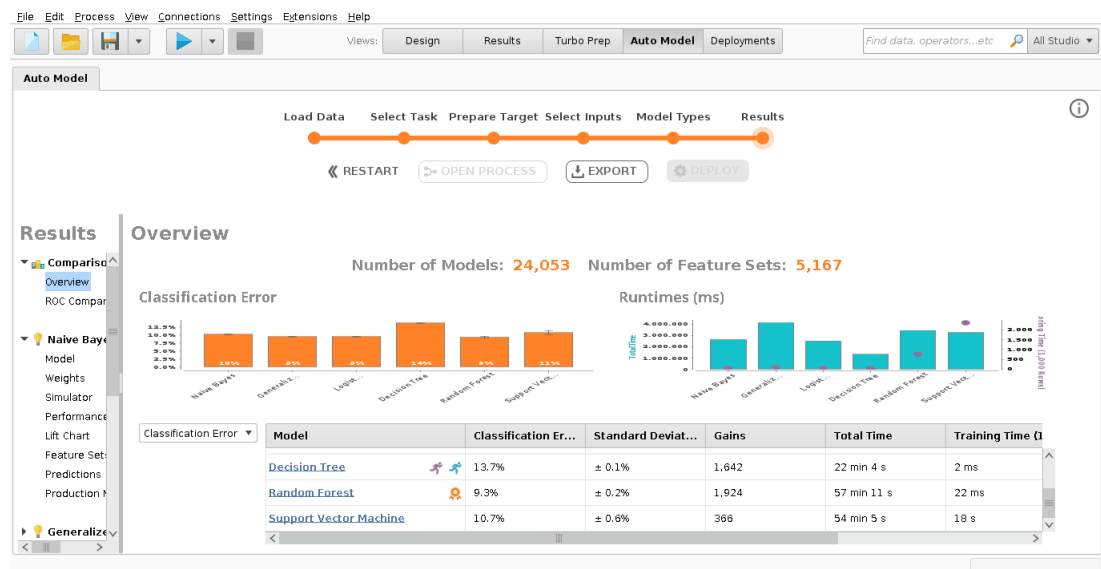 File Edit Process View Connections Settings Extensions Help
Views: Design Results Turbo Prep Auto Model Deployments Find data, operators...etc All Studio
Auto Model
Load Data Select Task Prepare Target Select Inputs Model Types Results
RESTART OPEN PROCESS EXPORT DEPLOY
Results
Compariso
Overview
ROC Compar
Naive Baye
Model
Weights
Simulator
Performance
Lift Chart
Feature Set
Predictions
Production
Generalize
Overview
Number of Models: 24,053 Number of Feature Sets: 5,167
Classification Error
12.5%
10.0%
7.5%
5.0%
2.5%
0.0%
10% 9% 9% 14% 9% 11%
Naive Bayes Generaliz... Logist... Decision Tree Random Forest Support Vect...
Runtimes (ms)
TotalTime
4.000.000
3.000.000
2.000.000
1.000.000
0
2.000
1.500
1.000
500
0
ring Time (1,000 Rows)
Naive Bayes Generaliz... Logist... Decision Tree Random Forest Support Vect...
Classification Error
Model Classification Er... Standard Deviat... Gains Total Time Training Time (1
Decision Tree 13.7% ± 0.1% 1,642 22 min 4 s 2 ms
Random Forest 9.3% ± 0.2% 1,924 57 min 11 s 22 ms
Support Vector Machine 10.7% ± 0.6% 366 54 min 5 s 18 s